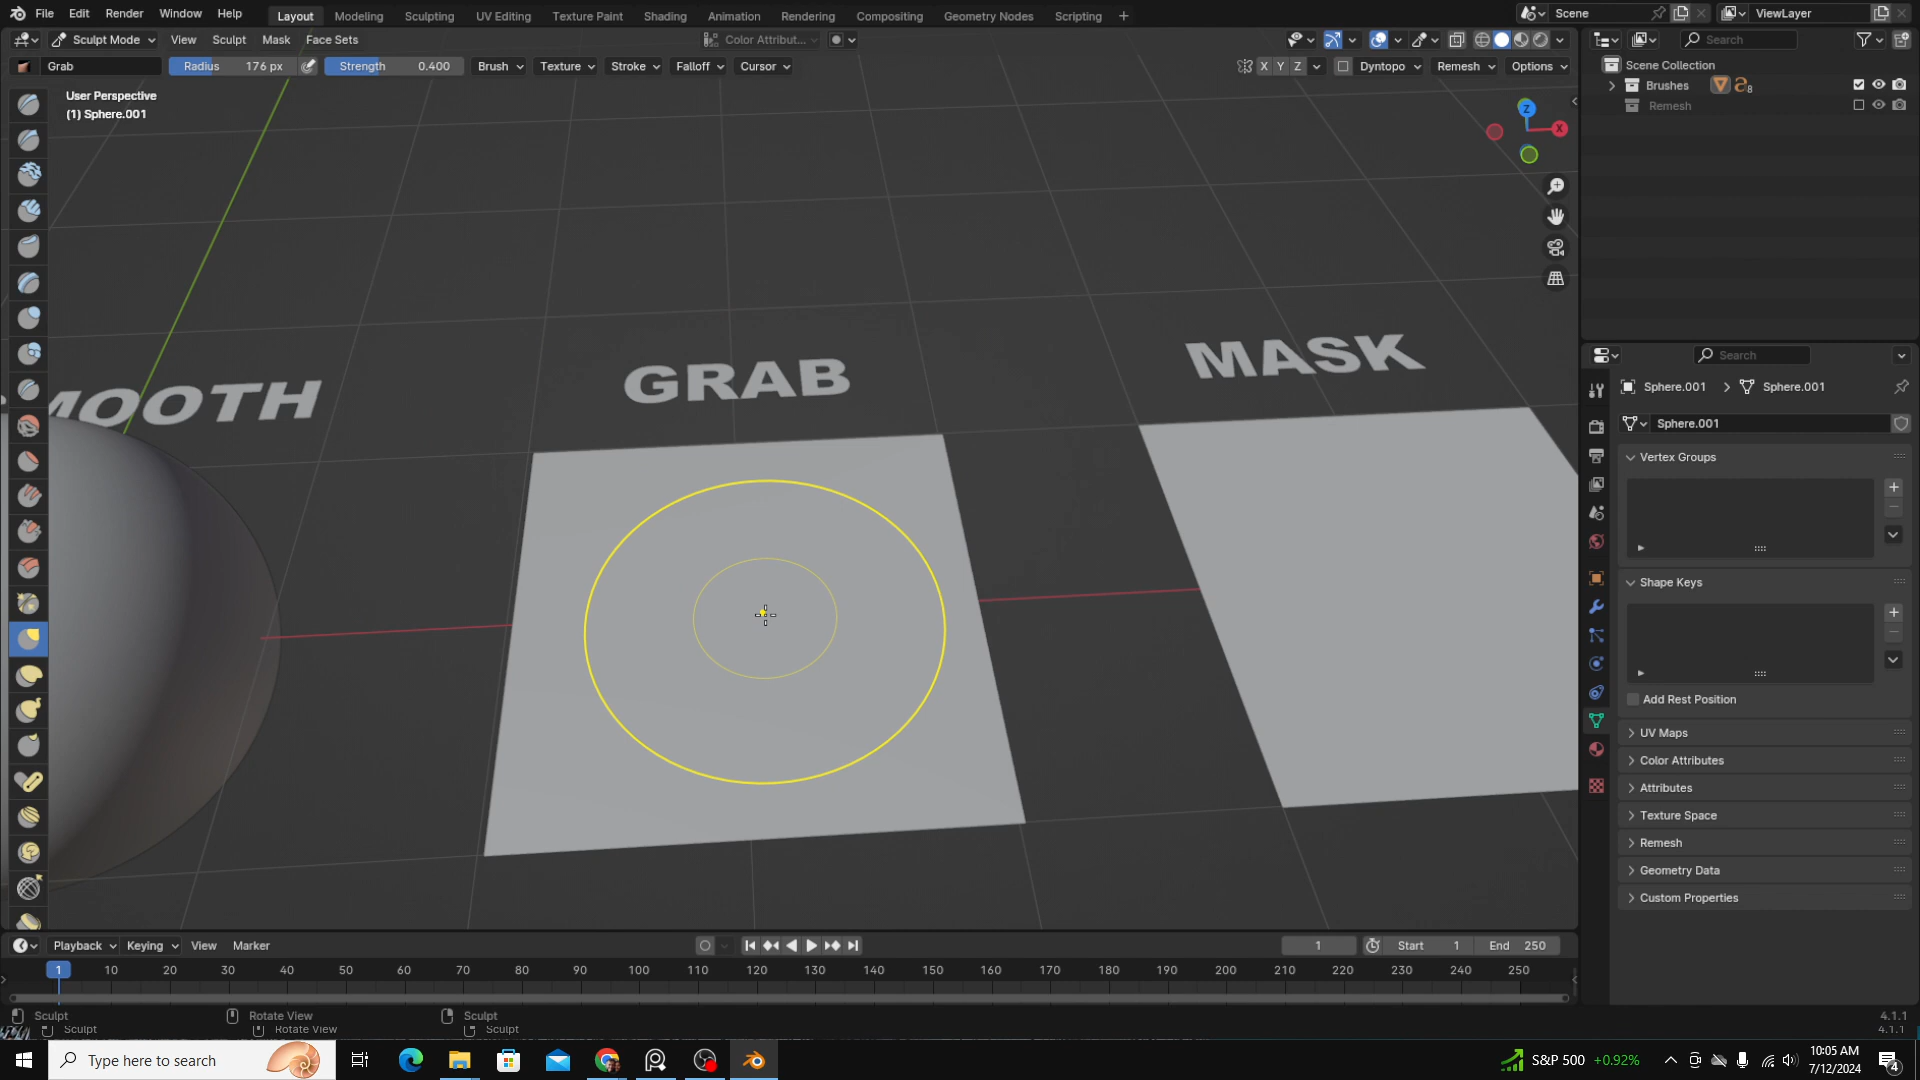 File Edit Render Window Help Layout Modeling Sculpting UV Editing Texture Paint Shading Animation Rendering Compositing Geometry Nodes Scripting + Scene ViewLayer
Sculpt Mode View Sculpt Mask Face Sets Color Attribut... Search
Grab Radius 176 px Strength 0.400 Brush Texture Stroke Falloff Cursor X Y Z Dyntopo Remesh Options
Scene Collection
Brushes 8
Remesh
User Perspective
(1) Sphere.001
Z
X
MOOTH
GRAB
MASK
Search
Sphere.001 > Sphere.001
Sphere.001
Vertex Groups
Shape Keys
Add Rest Position
UV Maps
Color Attributes
Attributes
Texture Space
Remesh
Geometry Data
Custom Properties
Playback Keying View Marker 1 Start 1 End 250
1 10 20 30 40 50 60 70 80 90 100 110 120 130 140 150 160 170 180 190 200 210 220 230 240 250
Sculpt Rotate View Sculpt 4.1.1
Sculpt Rotate View Sculpt 4.1.1
Type here to search S&P 500 +0.92% 10:05 AM
7/12/2024 4